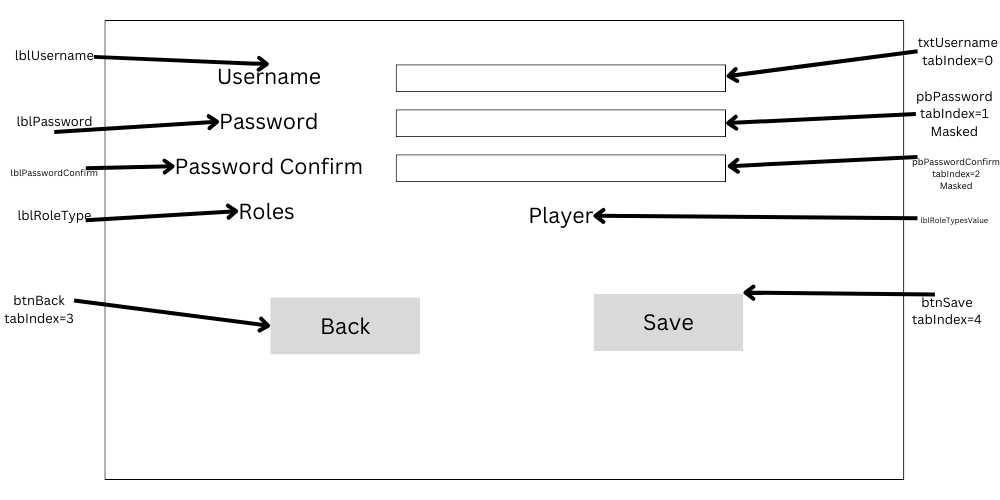 lblUsername
Username
txtUsername
tabIndex=0
lblPassword
Password
pbPassword
tabIndex=1
Masked
lblPasswordConfirm
Password Confirm
pbPasswordConfirm
tabIndex=2
Masked
lblRoleType
Roles
Player
lblRoleTypesValue
btnBack
tabIndex=3
Back
Save
btnSave
tabIndex=4